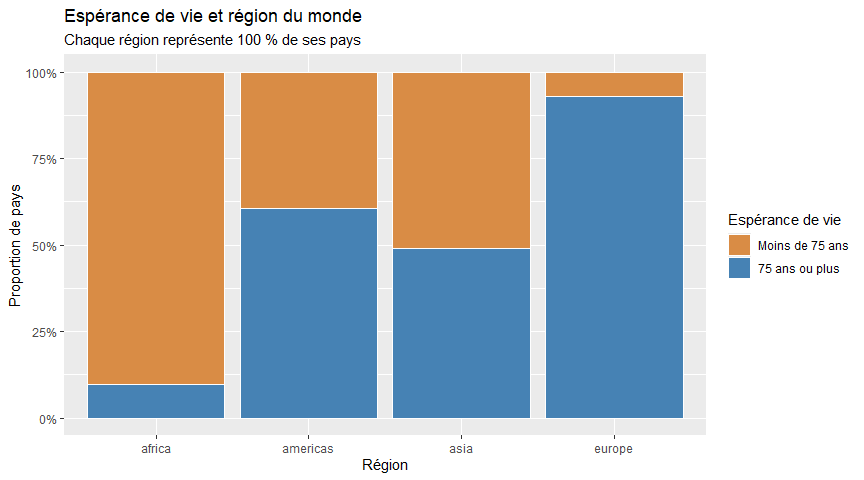 Espérance de vie et région du monde
Chaque région représente 100 % de ses pays
100%
75%
50%
25%
0%
Proportion de pays
africa
americas
asia
europe
Région
Espérance de vie
Moins de 75 ans
75 ans ou plus